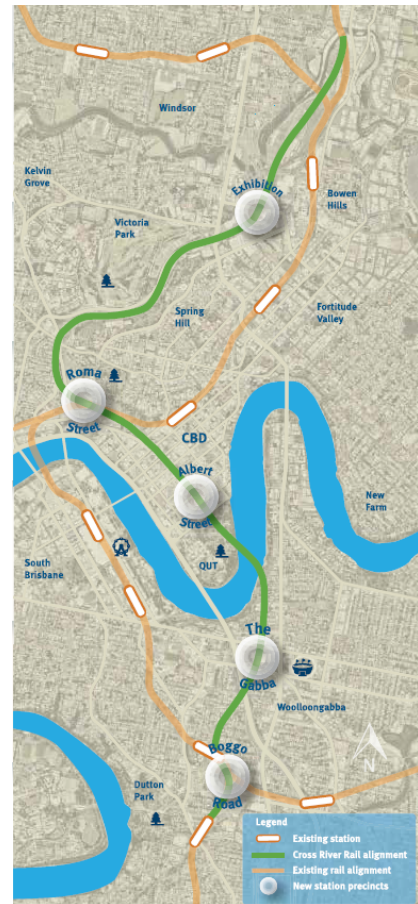 Windsor
Kelvin
Grove
Exhibition
Bowen
Hills
Victoria
Park
Spring
Hill
Fortitude
Valley
Roma
Street
CBD
Albert
Street
New
Farm
QUT
South
Brisbane
The
Gabba
Woolloongabba
Boggo
Road
Dutton
Park
N
Legend
Existing station
Cross River Rail alignment
Existing rail alignment
New station precincts